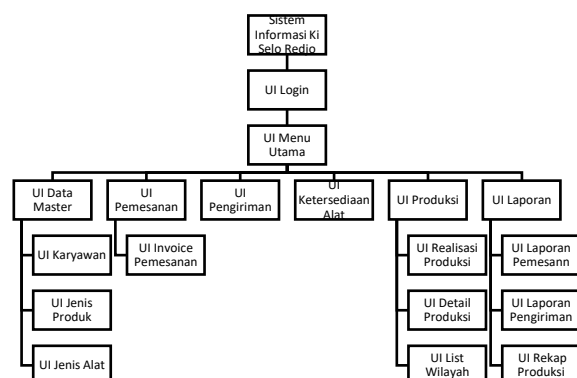 Sistem
Informasi Ki
Selo Redjo
UI Login
UI Menu
Utama
UI Data
Master
UI
Pemesanan
UI
Pengiriman
UI
Ketersediaan
Alat
UI Produksi
UI Laporan
UI Karyawan
UI Invoice
Pemesanan
UI Realisasi
Produksi
UI Laporan
Pemesann
UI Jenis
Produk
UI Detail
Produksi
UI Laporan
Pengiriman
UI Jenis Alat
UI List
Wilayah
UI Rekap
Produksi